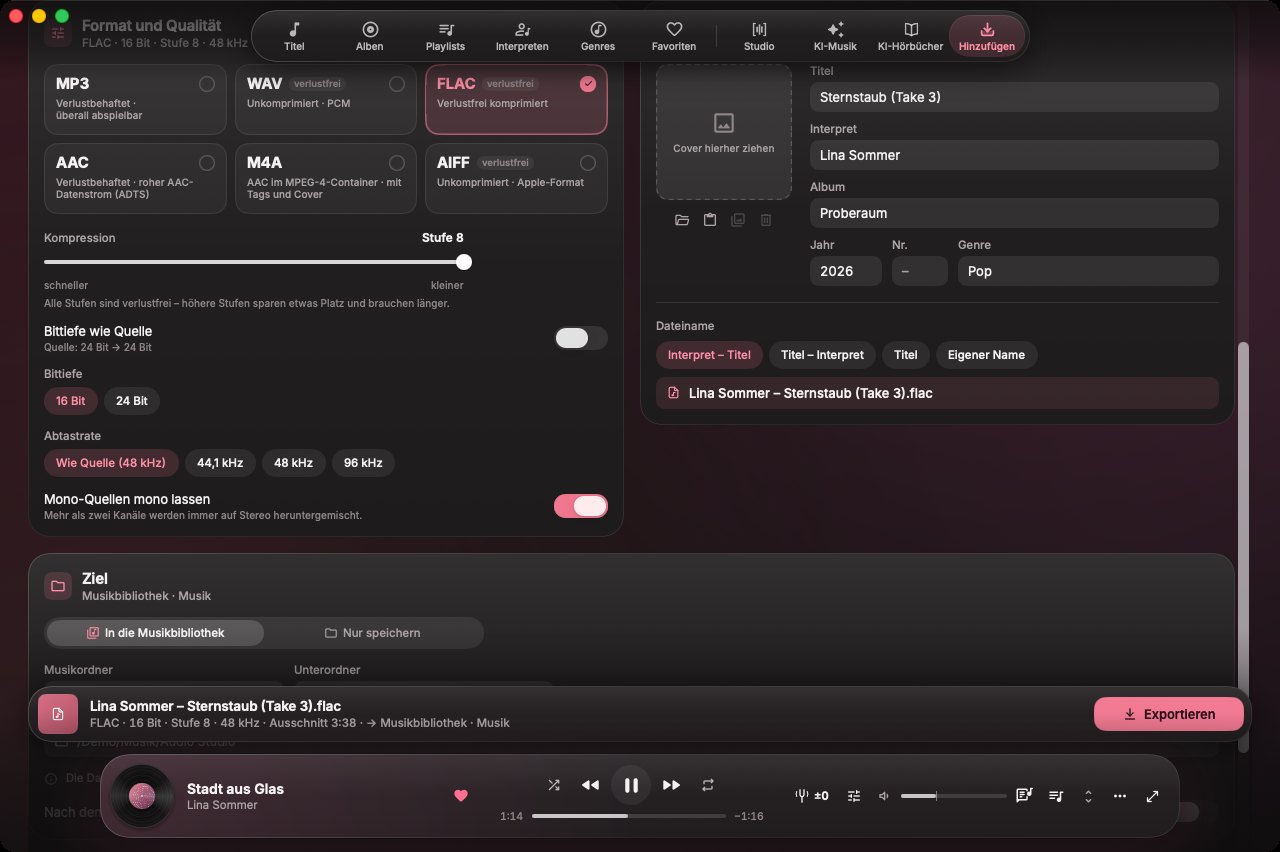 Titel
Alben
Playlists
Interpreten
Genres
Favoriten
Studio
KI-Musik
KI-Hörbücher
Hinzufügen
Format und Qualität
FLAC · 16 Bit · Stufe 8 · 48 kHz
MP3
Verlustbehaftet ·
überall abspielbar
WAV verlustfrei
Unkomprimiert · PCM
FLAC verlustfrei
Verlustfrei komprimiert
AAC
Verlustbehaftet · roher AAC-
Datenstrom (ADTS)
M4A
AAC im MPEG-4-Container · mit
Tags und Cover
AIFF verlustfrei
Unkomprimiert · Apple-Format
Kompression
Stufe 8
schneller
kleiner
Alle Stufen sind verlustfrei – höhere Stufen sparen etwas Platz und brauchen länger.
Bittiefe wie Quelle
Quelle: 24 Bit → 24 Bit
Bittiefe
16 Bit
24 Bit
Abtastrate
Wie Quelle (48 kHz)
44,1 kHz
48 kHz
96 kHz
Mono-Quellen mono lassen
Mehr als zwei Kanäle werden immer auf Stereo heruntergemischt.
Cover hierher ziehen
Titel
Sternstaub (Take 3)
Interpret
Lina Sommer
Album
Proberaum
Jahr
Nr.
Genre
2026
–
Pop
Dateiname
Interpret – Titel
Titel – Interpret
Titel
Eigener Name
Lina Sommer – Sternstaub (Take 3).flac
Ziel
Musikbibliothek · Musik
In die Musikbibliothek
Nur speichern
Musikordner
Unterordner
Lina Sommer – Sternstaub (Take 3).flac
FLAC · 16 Bit · Stufe 8 · 48 kHz · Ausschnitt 3:38 · → Musikbibliothek · Musik
Exportieren
/Demo/Musik/Audio Studio
Die Da
Nach den
Stadt aus Glas
Lina Sommer
1:14
−1:16
±0